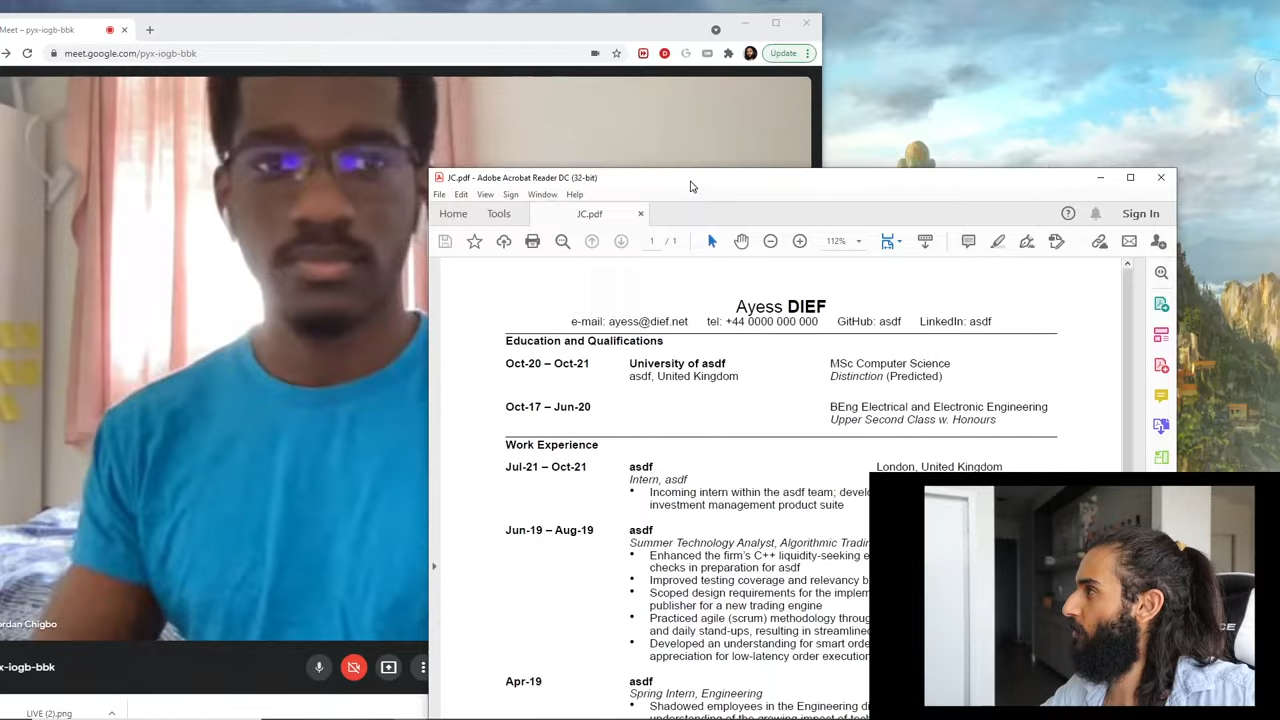 Meet – pyx-iogb-bbk
meet.google.com/pyx-iogb-bbk
Update
JC.pdf - Adobe Acrobat Reader DC (32-bit)
File Edit View Sign Window Help
Home Tools JC.pdf
Sign In
1 / 1
112%
Ayess DIEF
e-mail: ayess@dief.net tel: +44 0000 000 000 GitHub: asdf LinkedIn: asdf
Education and Qualifications
Oct-20 – Oct-21 University of asdf MSc Computer Science
asdf, United Kingdom Distinction (Predicted)
Oct-17 – Jun-20 BEng Electrical and Electronic Engineering
Upper Second Class w. Honours
Work Experience
Jul-21 – Oct-21 asdf London, United Kingdom
Intern, asdf
• Incoming intern within the asdf team; develo
investment management product suite
Jun-19 – Aug-19 asdf
Summer Technology Analyst, Algorithmic Tradin
• Enhanced the firm's C++ liquidity-seeking e
checks in preparation for asdf
• Improved testing coverage and relevancy b
• Scoped design requirements for the implem
publisher for a new trading engine
• Practiced agile (scrum) methodology throug
and daily stand-ups, resulting in streamlined
• Developed an understanding for smart orde
appreciation for low-latency order execution
Apr-19 asdf
Spring Intern, Engineering
• Shadowed employees in the Engineering di
ordan Chigbo
x-iogb-bbk
LIVE (2).png